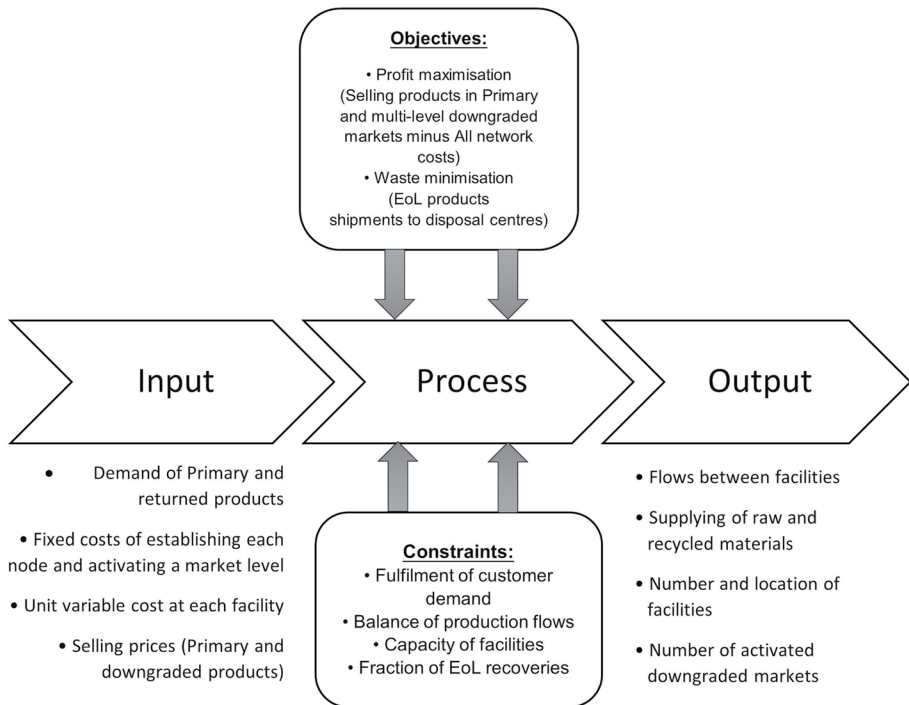 Objectives:
• Profit maximisation
(Selling products in Primary
and multi-level downgraded
markets minus All network
costs)
• Waste minimisation
(EoL products
shipments to disposal centres)
Input
Process
Output
• Demand of Primary and
returned products
• Fixed costs of establishing each
node and activating a market level
• Unit variable cost at each facility
• Selling prices (Primary and
downgraded products)
Constraints:
• Fulfilment of customer
demand
• Balance of production flows
• Capacity of facilities
• Fraction of EoL recoveries
• Flows between facilities
• Supplying of raw and
recycled materials
• Number and location of
facilities
• Number of activated
downgraded markets